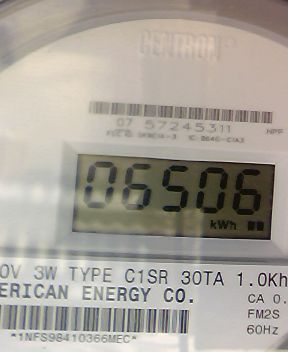 CENTRON®
07 57245311
06506
kWh
0V 3W TYPE C1SR 30TA 1.0Kh
ERICAN ENERGY CO.
CA 0.
FM2S
60Hz
*1NFS98410366MEC*